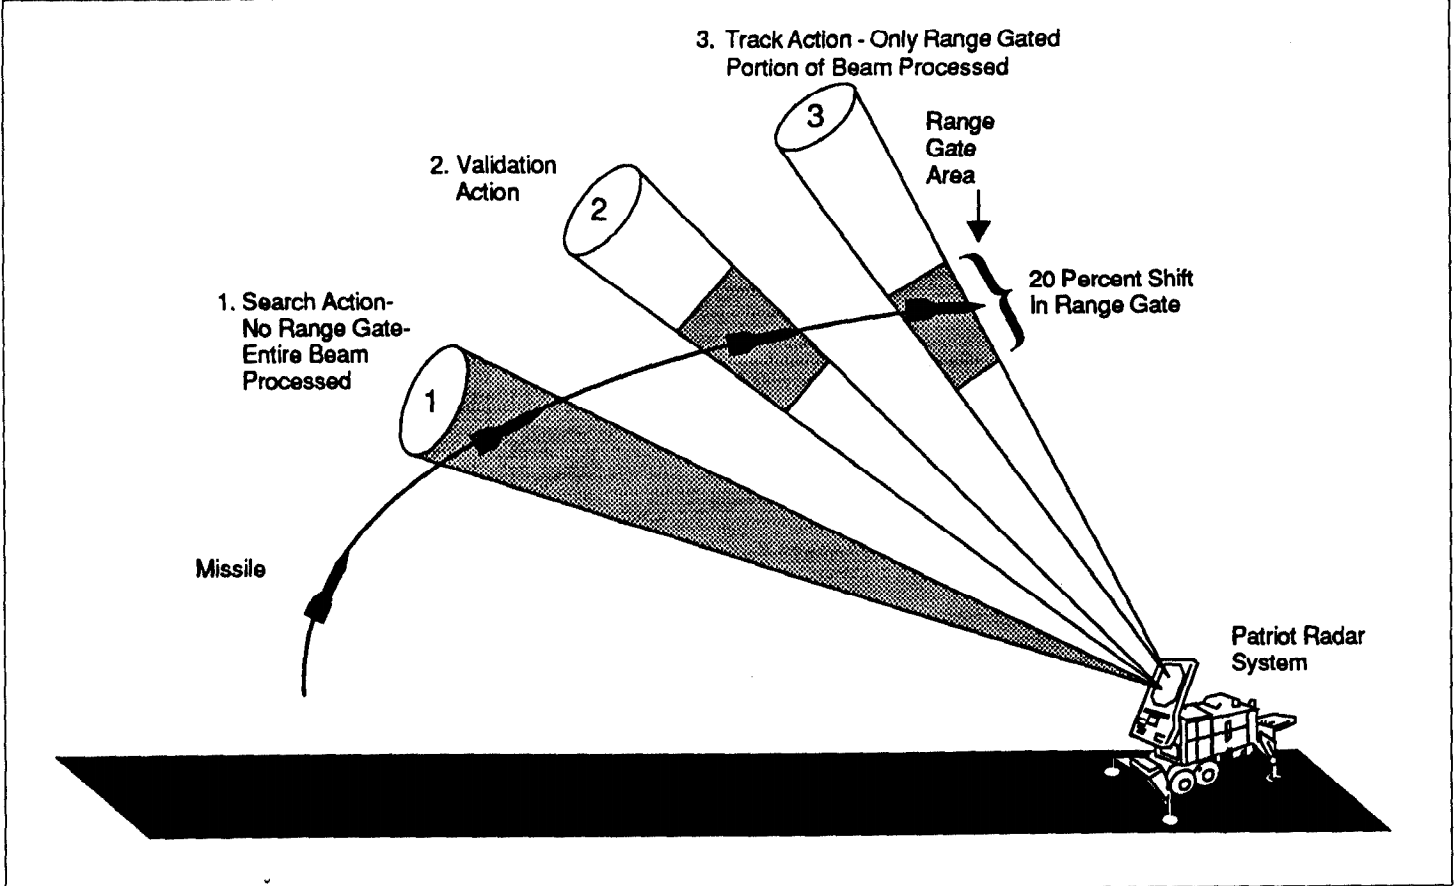 3. Track Action - Only Range Gated
Portion of Beam Processed
Range
Gate
Area
2. Validation
Action
20 Percent Shift
In Range Gate
1. Search Action-
No Range Gate-
Entire Beam
Processed
3
2
1
Missile
Patriot Radar
System